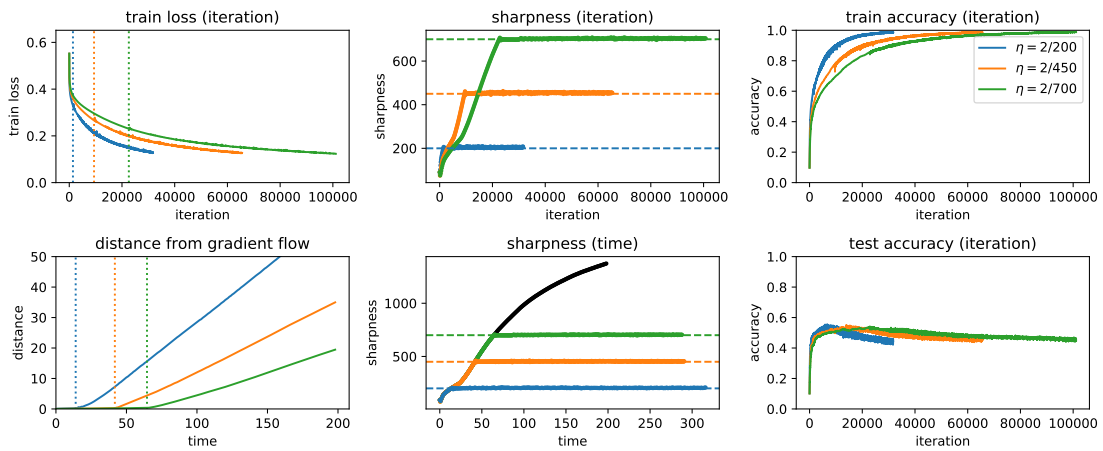 train loss (iteration)
train loss
0.6
0.4
0.2
0.0
0 20000 40000 60000 80000 100000
iteration
sharpness (iteration)
sharpness
600
400
200
0 20000 40000 60000 80000 100000
iteration
train accuracy (iteration)
accuracy
1.0
0.8
0.6
0.4
0.2
0.0
η = 2/200
η = 2/450
η = 2/700
0 20000 40000 60000 80000 100000
iteration
distance from gradient flow
distance
50
40
30
20
10
0
0 50 100 150 200
time
sharpness (time)
sharpness
1000
500
0 50 100 150 200 250 300
time
test accuracy (iteration)
accuracy
1.0
0.8
0.6
0.4
0.2
0.0
0 20000 40000 60000 80000 100000
iteration